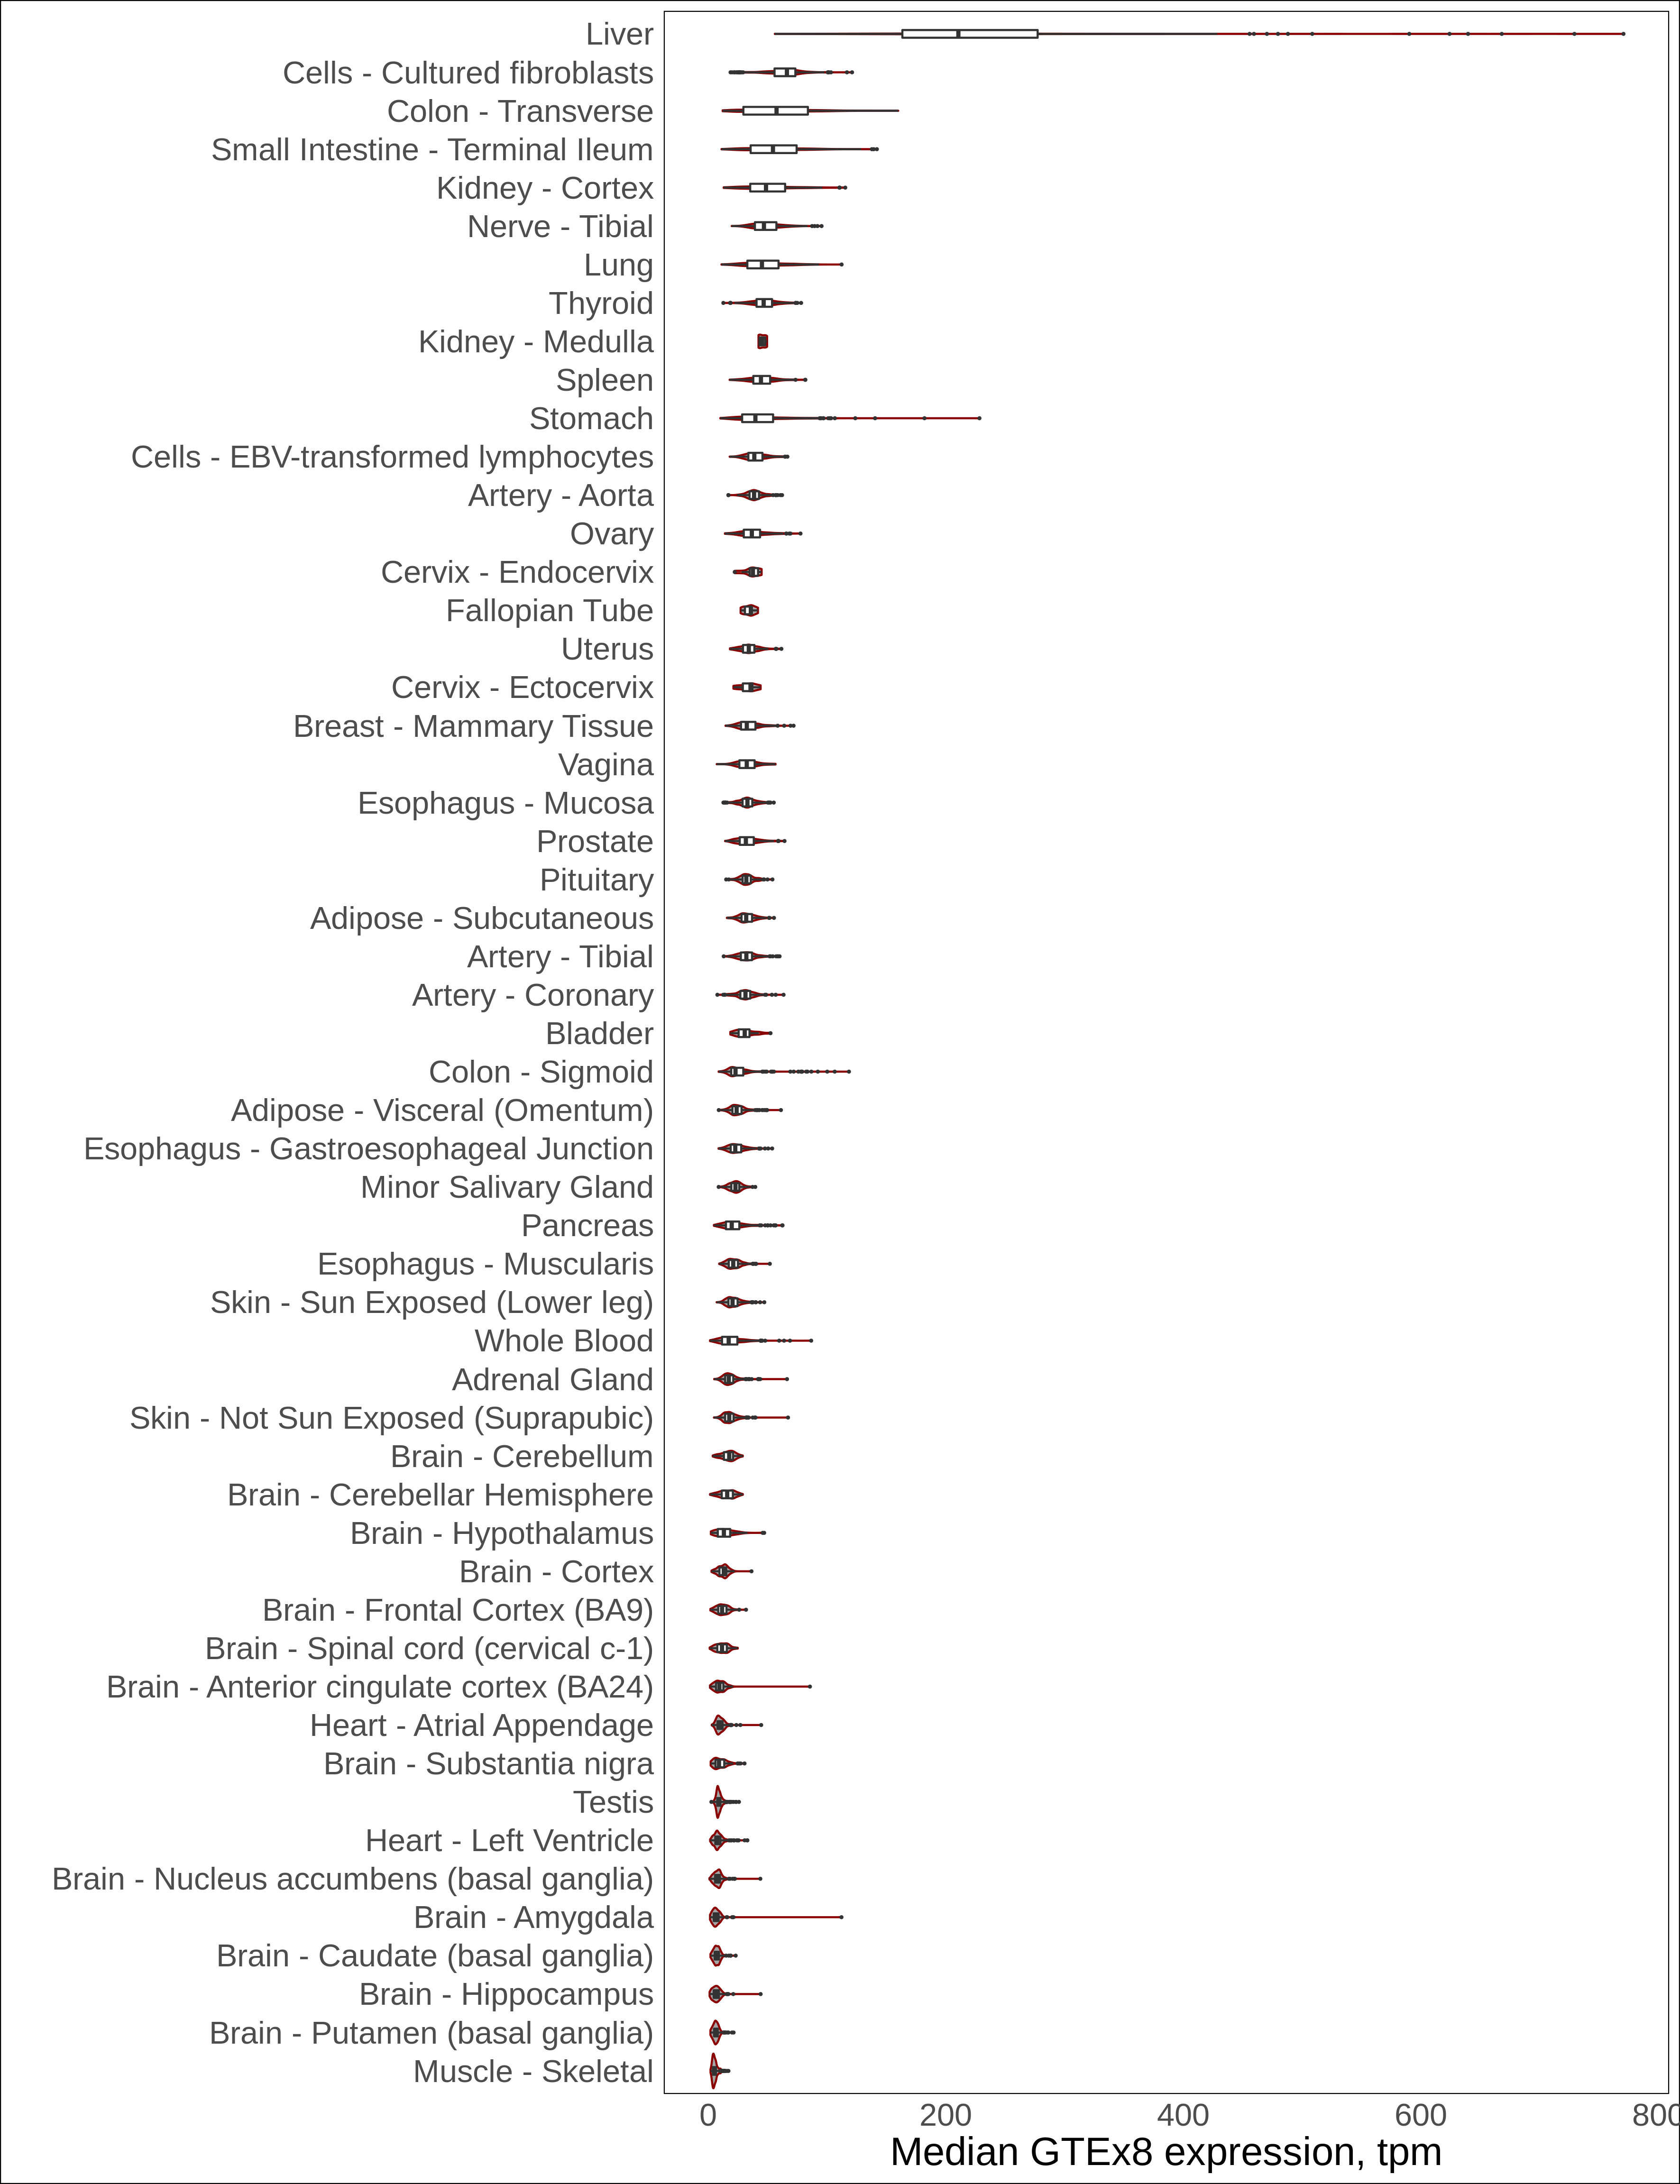 Liver
Cells - Cultured fibroblasts
Colon - Transverse
Small Intestine - Terminal Ileum
Kidney - Cortex
Nerve - Tibial
Lung
Thyroid
Kidney - Medulla
Spleen
Stomach
Cells - EBV-transformed lymphocytes
Artery - Aorta
Ovary
Cervix - Endocervix
Fallopian Tube
Uterus
Cervix - Ectocervix
Breast - Mammary Tissue
Vagina
Esophagus - Mucosa
Prostate
Pituitary
Adipose - Subcutaneous
Artery - Tibial
Artery - Coronary
Bladder
Colon - Sigmoid
Adipose - Visceral (Omentum)
Esophagus - Gastroesophageal Junction
Minor Salivary Gland
Pancreas
Esophagus - Muscularis
Skin - Sun Exposed (Lower leg)
Whole Blood
Adrenal Gland
Skin - Not Sun Exposed (Suprapubic)
Brain - Cerebellum
Brain - Cerebellar Hemisphere
Brain - Hypothalamus
Brain - Cortex
Brain - Frontal Cortex (BA9)
Brain - Spinal cord (cervical c-1)
Brain - Anterior cingulate cortex (BA24)
Heart - Atrial Appendage
Brain - Substantia nigra
Testis
Heart - Left Ventricle
Brain - Nucleus accumbens (basal ganglia)
Brain - Amygdala
Brain - Caudate (basal ganglia)
Brain - Hippocampus
Brain - Putamen (basal ganglia)
Muscle - Skeletal
0 200 400 600 800
Median GTEx8 expression, tpm